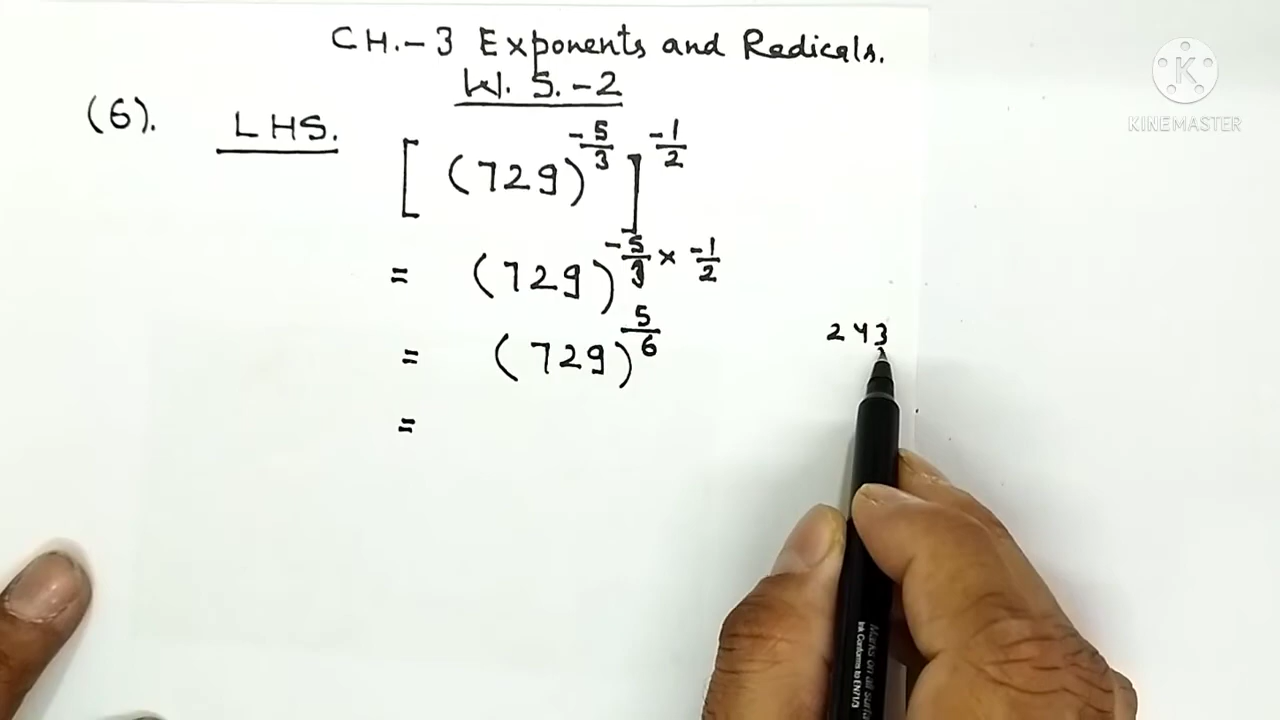 CH.-3 Exponents and Radicals.
W.S.-2
K
KINEMASTER
(6). LHS. [(729)^{-5/3}]^{-1/2}
= (729)^{-5/3 × -1/2}
= (729)^{5/6}
243
=